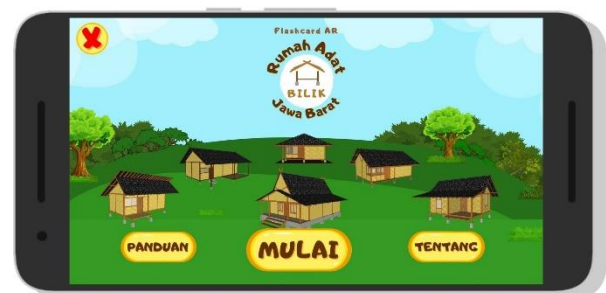 Flashcard AR
Rumah Adat
BILIK
Jawa Barat
PANDUAN
MULAI
TENTANG